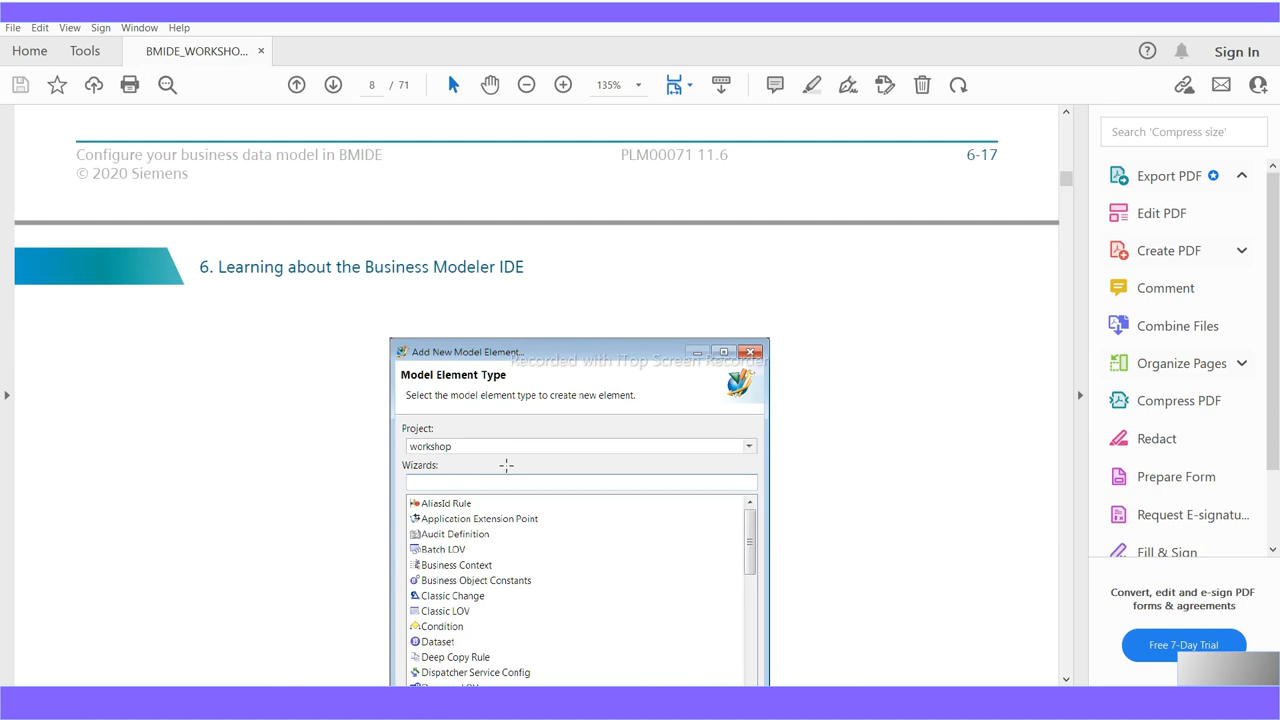 File Edit View Sign Window Help
Home Tools BMIDE_WORKSHO... × Sign In
8 / 71 135%
Configure your business data model in BMIDE PLM00071 11.6 6-17
© 2020 Siemens
6. Learning about the Business Modeler IDE
Add New Model Element...
Recorded with iTop Screen Recorder
Model Element Type
Select the model element type to create new element.
Project:
workshop
Wizards:
AliasId Rule
Application Extension Point
Audit Definition
Batch LOV
Business Context
Business Object Constants
Classic Change
Classic LOV
Condition
Dataset
Deep Copy Rule
Dispatcher Service Config
Search 'Compress size'
Export PDF
Edit PDF
Create PDF
Comment
Combine Files
Organize Pages
Compress PDF
Redact
Prepare Form
Request E-signatu...
Fill & Sign
Convert, edit and e-sign PDF
forms & agreements
Free 7-Day Trial